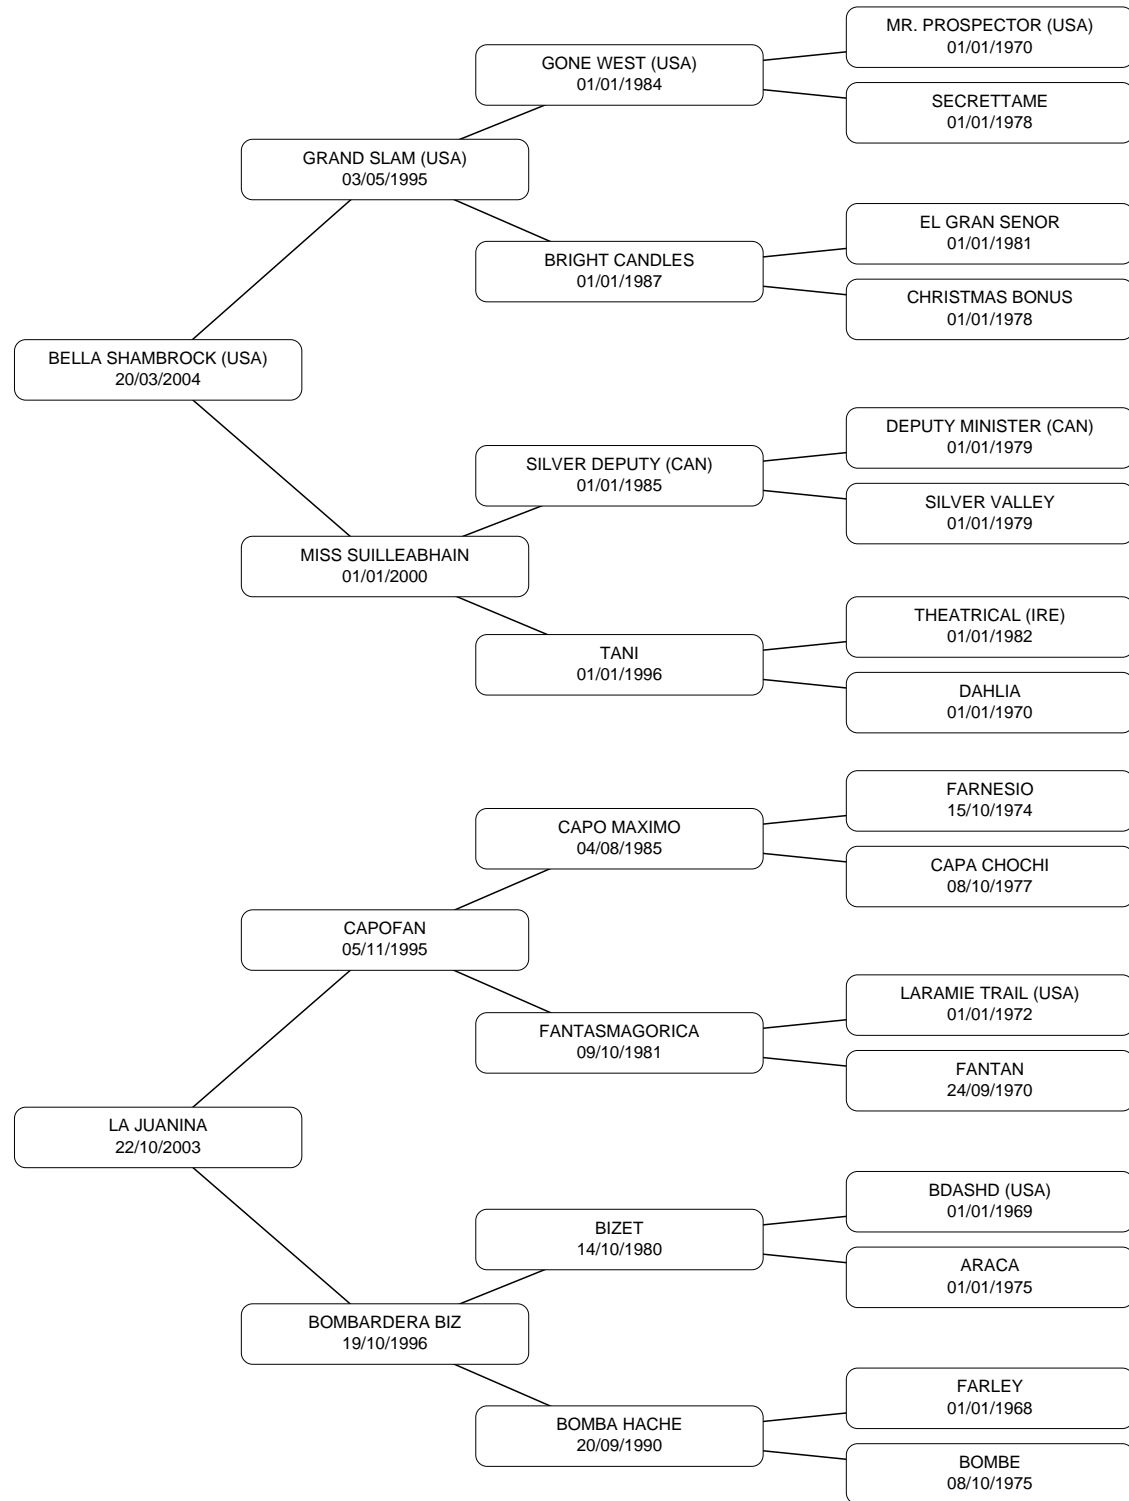 MR. PROSPECTOR (USA)
01/01/1970
GONE WEST (USA)
01/01/1984
SECRETTAME
01/01/1978
GRAND SLAM (USA)
03/05/1995
EL GRAN SENOR
01/01/1981
BRIGHT CANDLES
01/01/1987
CHRISTMAS BONUS
01/01/1978
BELLA SHAMBROCK (USA)
20/03/2004
DEPUTY MINISTER (CAN)
01/01/1979
SILVER DEPUTY (CAN)
01/01/1985
SILVER VALLEY
01/01/1979
MISS SUILLEABHAIN
01/01/2000
THEATRICAL (IRE)
01/01/1982
TANI
01/01/1996
DAHLIA
01/01/1970
FARNESIO
15/10/1974
CAPO MAXIMO
04/08/1985
CAPA CHOCHI
08/10/1977
CAPOFAN
05/11/1995
LARAMIE TRAIL (USA)
01/01/1972
FANTASMAGORICA
09/10/1981
FANTAN
24/09/1970
LA JUANINA
22/10/2003
BDASHD (USA)
01/01/1969
BIZET
14/10/1980
ARACA
01/01/1975
BOMBARDERA BIZ
19/10/1996
FARLEY
01/01/1968
BOMBA HACHE
20/09/1990
BOMBE
08/10/1975